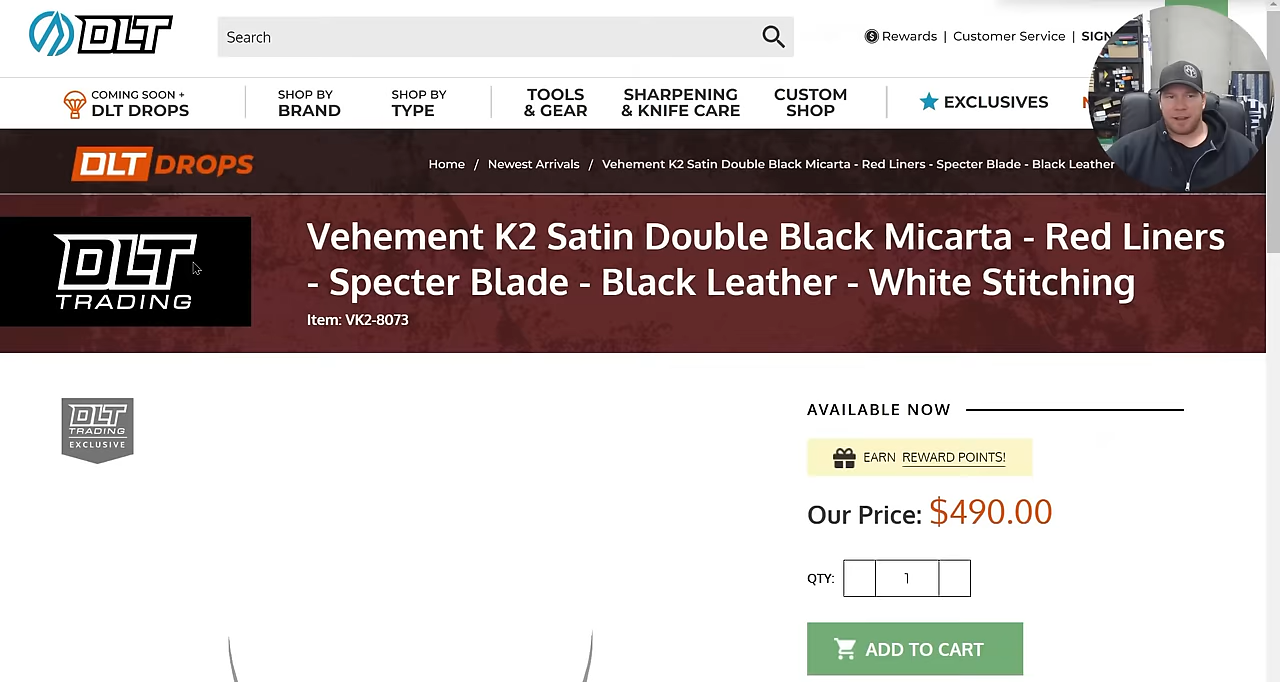 DLT
Search
Rewards | Customer Service | SIGN
COMING SOON +
DLT DROPS
SHOP BY
BRAND
SHOP BY
TYPE
TOOLS
& GEAR
SHARPENING
& KNIFE CARE
CUSTOM
SHOP
EXCLUSIVES
DLT DROPS
Home / Newest Arrivals / Vehement K2 Satin Double Black Micarta - Red Liners - Specter Blade - Black Leather
DLT
TRADING
Vehement K2 Satin Double Black Micarta - Red Liners
- Specter Blade - Black Leather - White Stitching
Item: VK2-8073
DLT
TRADING
EXCLUSIVE
AVAILABLE NOW
EARN REWARD POINTS!
Our Price: $490.00
QTY: 1
ADD TO CART